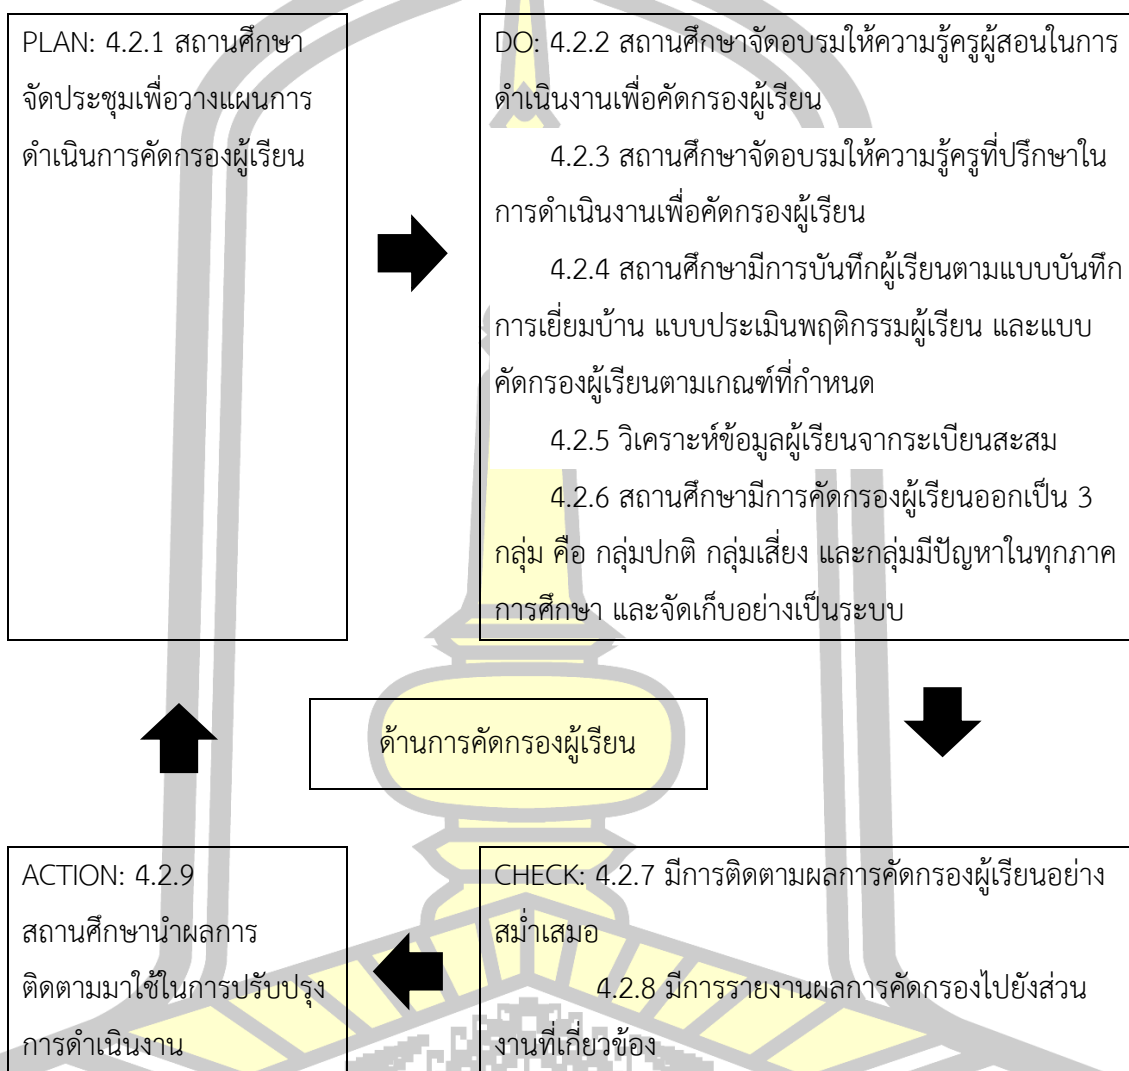 PLAN: 4.2.1 สถานศึกษา
จัดประชุมเพื่อวางแผนการ
ดำเนินการคัดกรองผู้เรียน
DO: 4.2.2 สถานศึกษาจัดอบรมให้ความรู้ครูผู้สอนในการ
ดำเนินงานเพื่อคัดกรองผู้เรียน
4.2.3 สถานศึกษาจัดอบรมให้ความรู้ครูที่ปรึกษาใน
การดำเนินงานเพื่อคัดกรองผู้เรียน
4.2.4 สถานศึกษามีการบันทึกผู้เรียนตามแบบบันทึก
การเยี่ยมบ้าน แบบประเมินพฤติกรรมผู้เรียน และแบบ
คัดกรองผู้เรียนตามเกณฑ์ที่กำหนด
4.2.5 วิเคราะห์ข้อมูลผู้เรียนจากระเบียนสะสม
4.2.6 สถานศึกษามีการคัดกรองผู้เรียนออกเป็น 3
กลุ่ม คือ กลุ่มปกติ กลุ่มเสี่ยง และกลุ่มมีปัญหาในทุกภาค
การศึกษา และจัดเก็บอย่างเป็นระบบ
ด้านการคัดกรองผู้เรียน
ACTION: 4.2.9
สถานศึกษานำผลการ
ติดตามมาใช้ในการปรับปรุง
การดำเนินงาน
CHECK: 4.2.7 มีการติดตามผลการคัดกรองผู้เรียนอย่าง
สม่ำเสมอ
4.2.8 มีการรายงานผลการคัดกรองไปยังส่วน
งานที่เกี่ยวข้อง